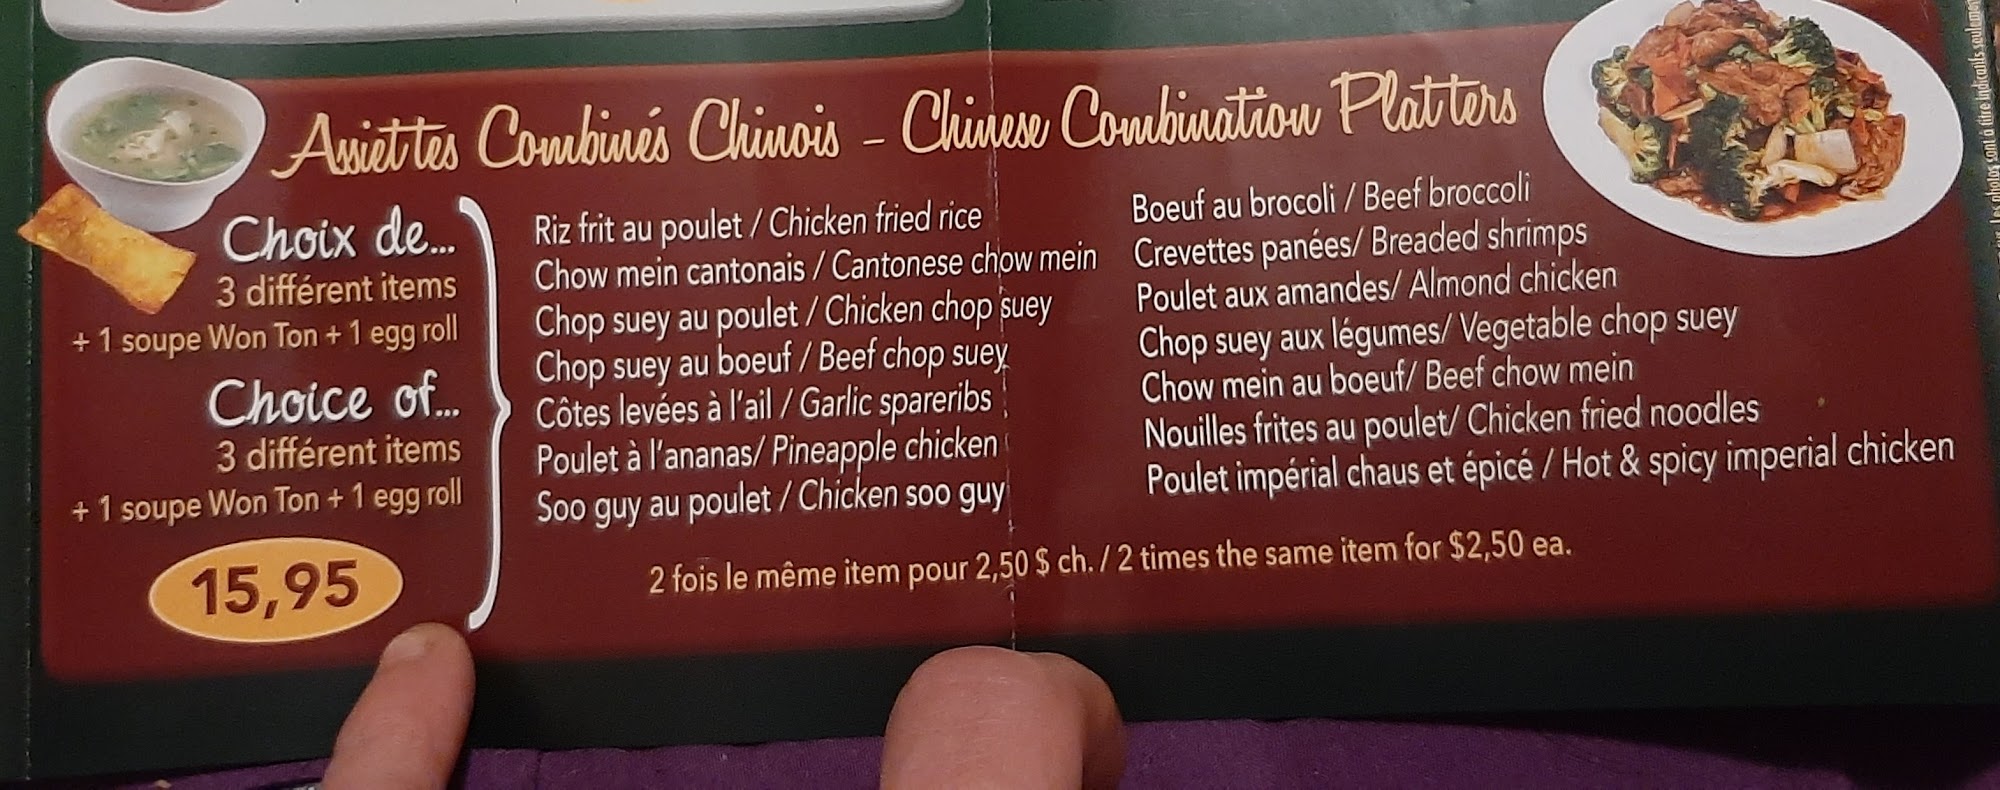 Assiettes Combinés Chinois - Chinese Combination Platters
Choix de...
3 différent items
+ 1 soupe Won Ton + 1 egg roll
Choice of...
3 différent items
+ 1 soupe Won Ton + 1 egg roll
15,95
Riz frit au poulet / Chicken fried rice
Chow mein cantonais / Cantonese chow mein
Chop suey au poulet / Chicken chop suey
Chop suey au boeuf / Beef chop suey
Côtes levées à l'ail / Garlic spareribs
Poulet à l'ananas/ Pineapple chicken
Soo guy au poulet / Chicken soo guy
Boeuf au brocoli / Beef broccoli
Crevettes panées/ Breaded shrimps
Poulet aux amandes/ Almond chicken
Chop suey aux légumes/ Vegetable chop suey
Chow mein au boeuf/ Beef chow mein
Nouilles frites au poulet/ Chicken fried noodles
Poulet impérial chaus et épicé / Hot & spicy imperial chicken
2 fois le même item pour 2,50 $ ch. / 2 times the same item for $2,50 ea.
Les photos sont à titre indicatifs